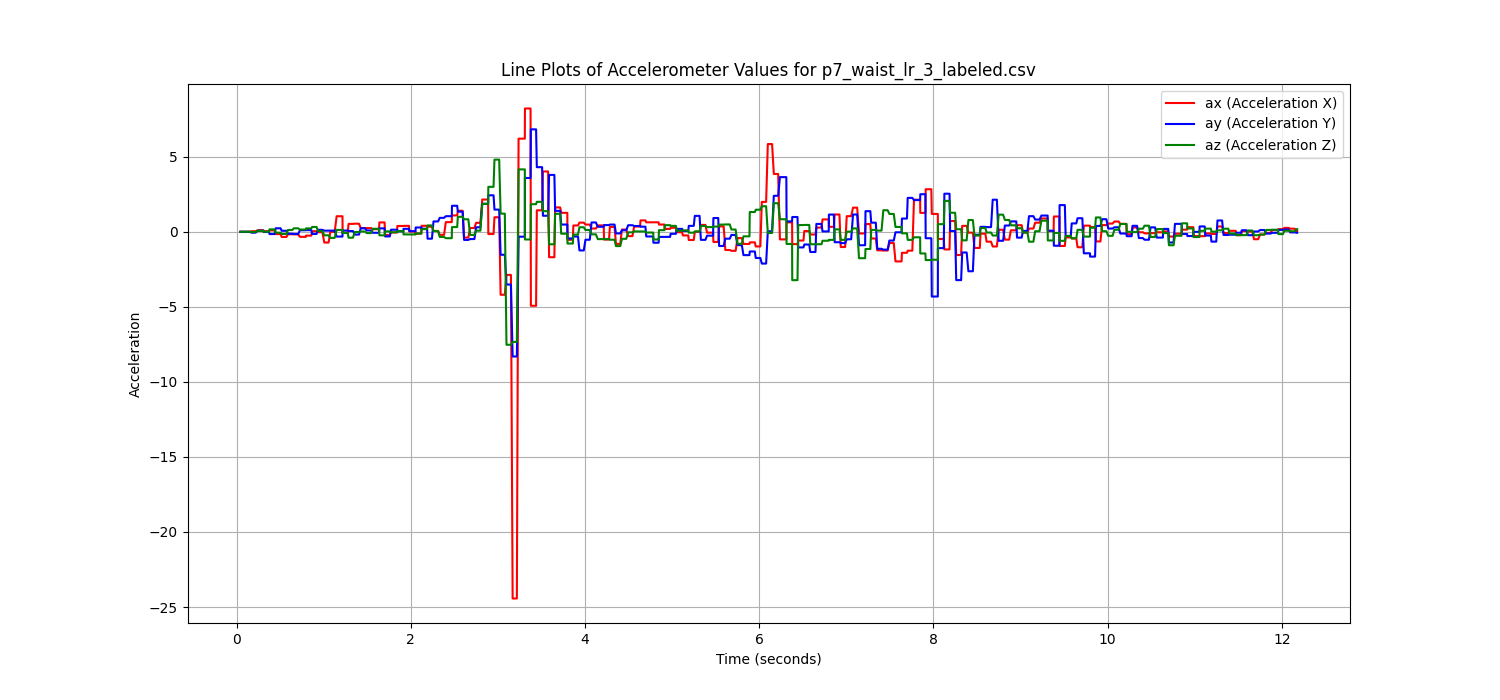 Line Plots of Accelerometer Values for p7_waist_lr_3_labeled.csv
ax (Acceleration X)
ay (Acceleration Y)
az (Acceleration Z)
5
0
−5
−10
−15
−20
−25
Acceleration
0 2 4 6 8 10 12
Time (seconds)